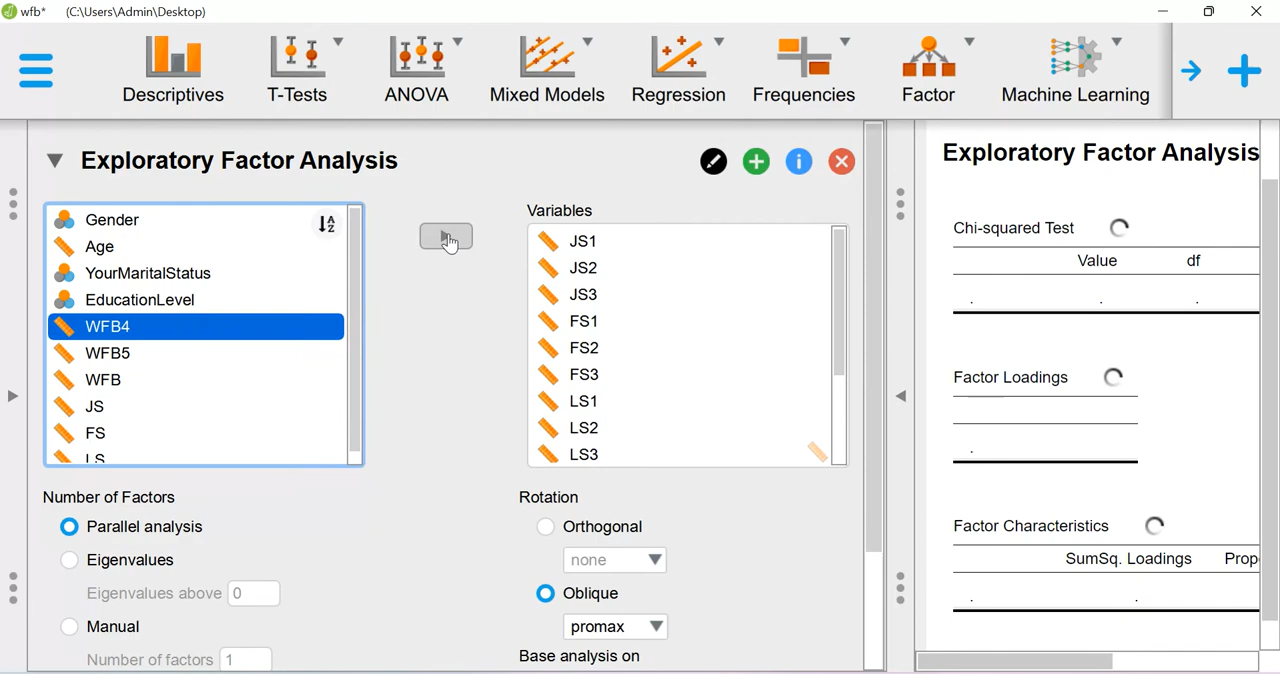 wfb* (C:\Users\Admin\Desktop)
Descriptives T-Tests ANOVA Mixed Models Regression Frequencies Factor Machine Learning
Exploratory Factor Analysis
Gender
Age
YourMaritalStatus
EducationLevel
WFB4
WFB5
WFB
JS
FS
LS
Variables
JS1
JS2
JS3
FS1
FS2
FS3
LS1
LS2
LS3
Number of Factors
Parallel analysis
Eigenvalues
Eigenvalues above 0
Manual
Number of factors 1
Rotation
Orthogonal
none
Oblique
promax
Base analysis on
Exploratory Factor Analysis
Chi-squared Test
Value df
. . .
Factor Loadings
.
Factor Characteristics
SumSq. Loadings Prop
. .